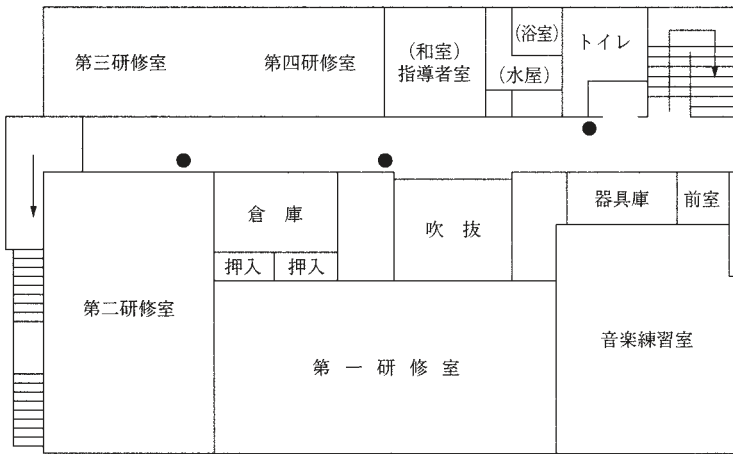 第三研修室
第四研修室
(和室)
指導者室
(浴室)
(水屋)
トイレ
倉庫
押入
押入
吹抜
器具庫
前室
第二研修室
第一研修室
音楽練習室